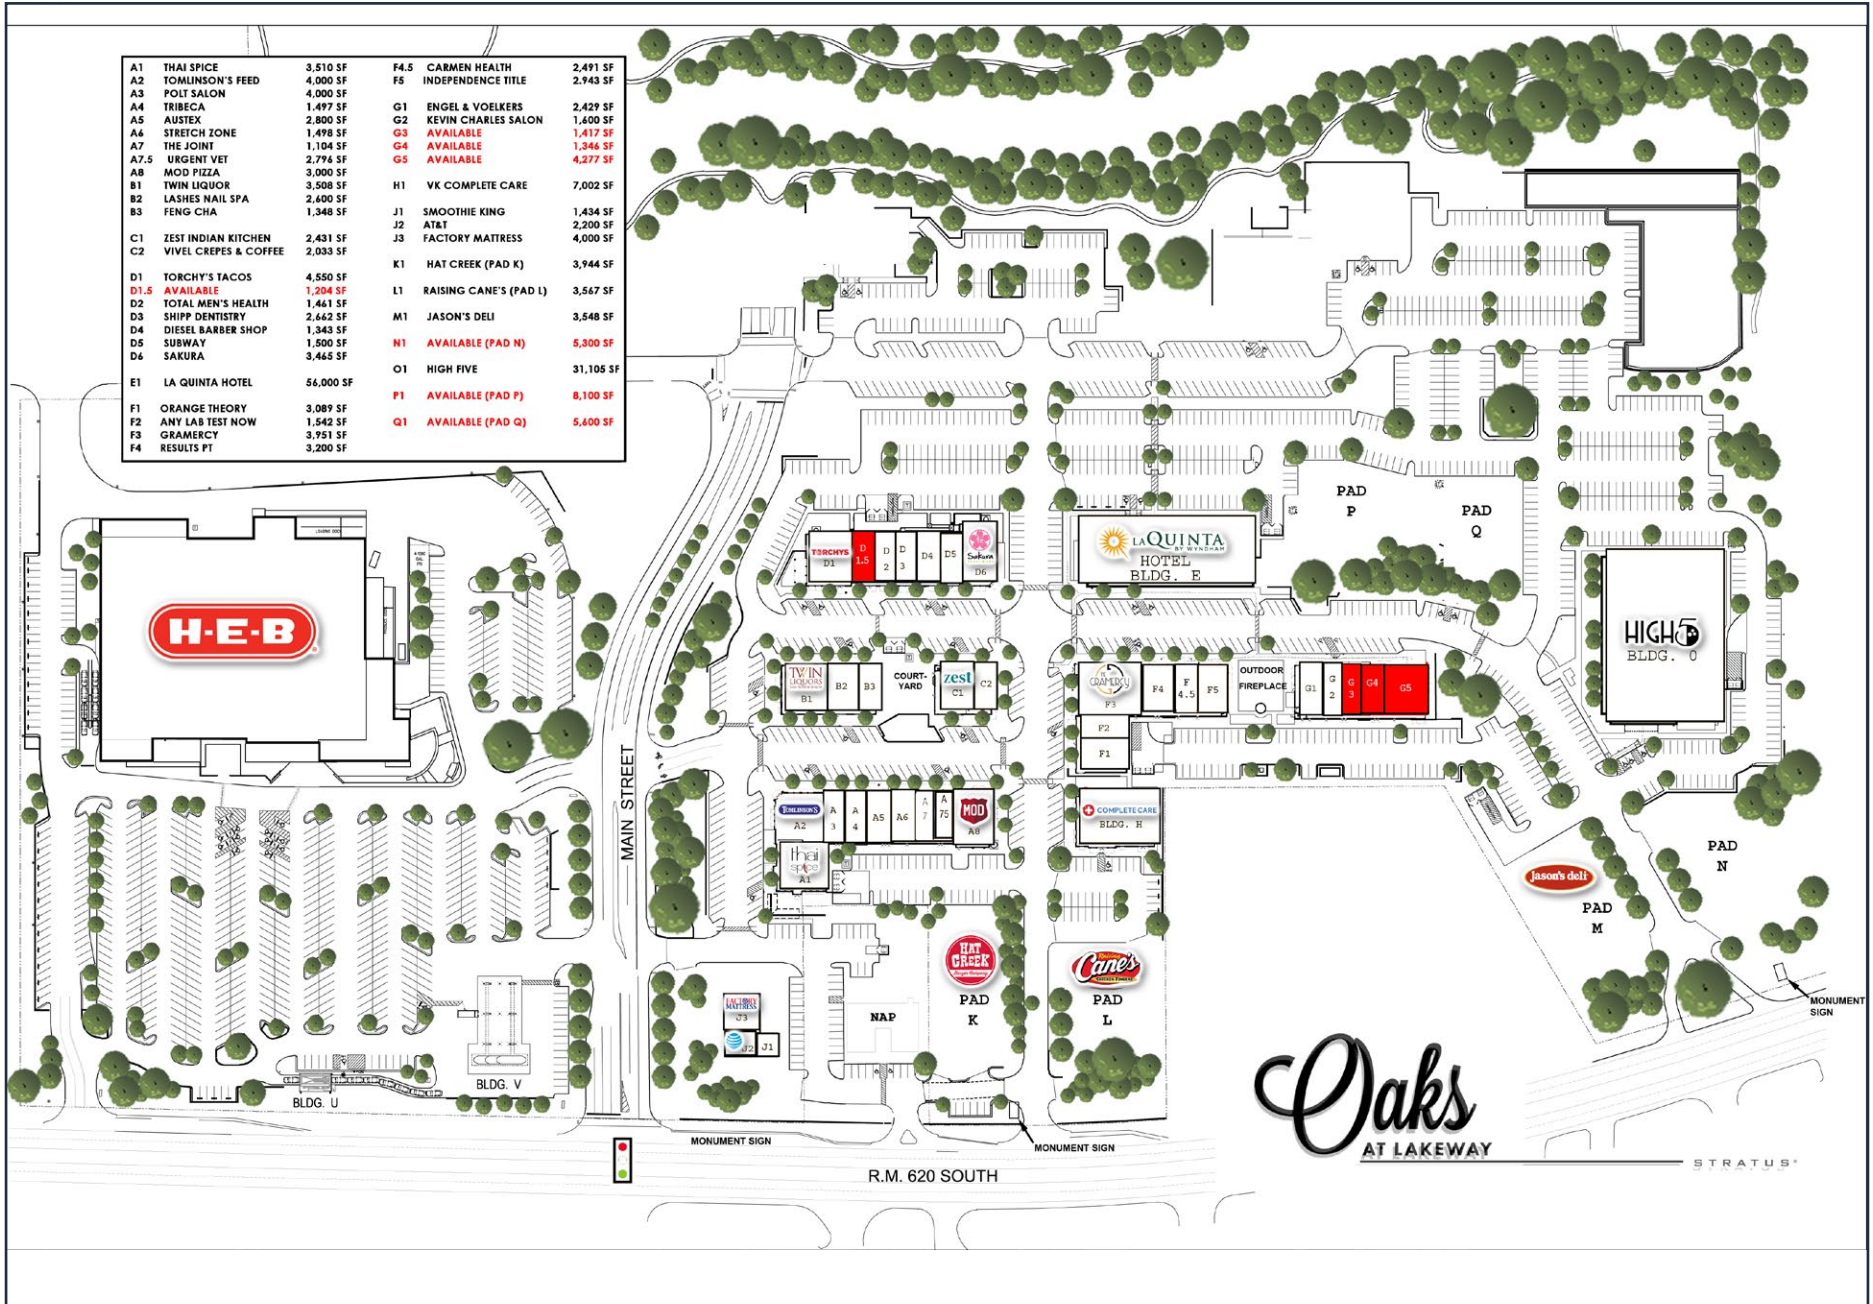 A1 THAI SPICE 3,510 SF
A2 TOMLINSON'S FEED 4,000 SF
A3 POLT SALON 4,000 SF
A4 TRIBECA 1,497 SF
A5 AUSTEX 2,800 SF
A6 STRETCH ZONE 1,498 SF
A7 THE JOINT 1,104 SF
A7.5 URGENT VET 2,796 SF
A8 MOD PIZZA 3,000 SF
B1 TWIN LIQUOR 3,508 SF
B2 LASHES NAIL SPA 2,600 SF
B3 FENG CHA 1,348 SF
C1 ZEST INDIAN KITCHEN 2,431 SF
C2 VIVEL CREPES & COFFEE 2,033 SF
D1 TORCHY'S TACOS 4,550 SF
D1.5 AVAILABLE 1,204 SF
D2 TOTAL MEN'S HEALTH 1,461 SF
D3 SHIPP DENTISTRY 2,662 SF
D4 DIESEL BARBER SHOP 1,343 SF
D5 SUBWAY 1,500 SF
D6 SAKURA 3,465 SF
E1 LA QUINTA HOTEL 56,000 SF
F1 ORANGE THEORY 3,089 SF
F2 ANY LAB TEST NOW 1,542 SF
F3 GRAMERCY 3,951 SF
F4 RESULTS PT 3,200 SF
F4.5 CARMEN HEALTH 2,491 SF
F5 INDEPENDENCE TITLE 2.943 SF
G1 ENGEL & VOELKERS 2,429 SF
G2 KEVIN CHARLES SALON 1,600 SF
G3 AVAILABLE 1,417 SF
G4 AVAILABLE 1,346 SF
G5 AVAILABLE 4,277 SF
H1 VK COMPLETE CARE 7,002 SF
J1 SMOOTHIE KING 1,434 SF
J2 AT&T 2,200 SF
J3 FACTORY MATTRESS 4,000 SF
K1 HAT CREEK (PAD K) 3,944 SF
L1 RAISING CANE'S (PAD L) 3,567 SF
M1 JASON'S DELI 3,548 SF
N1 AVAILABLE (PAD N) 5,300 SF
O1 HIGH FIVE 31,105 SF
P1 AVAILABLE (PAD P) 8,100 SF
Q1 AVAILABLE (PAD Q) 5,600 SF
H-E-B
TORCHYS
D1
D
1.5
D
2
D
3
D4
D5
Sakura
D6
LAQUINTA
BY WYNDHAM
HOTEL
BLDG. E
PAD
P
PAD
Q
HIGH5
BLDG. O
TWIN
LIQUORS
B1
B2
B3
COURT-
YARD
zest
C1
C2
GRAMERCY
F3
F4
F
4.5
F5
F2
F1
OUTDOOR
FIREPLACE
G1
G
2
G
3
G4
G5
MAIN STREET
TOMLINSON'S
A2
A
3
A
4
A5
A6
A
7
A
75
MOD
A8
thai
spice
A1
COMPLETE CARE
BLDG. H
Jason's deli
PAD
M
PAD
N
HAT
CREEK
PAD
K
Raising
Cane's
PAD
L
NAP
FACTORY
MATTRESS
J3
J2
J1
BLDG. V
BLDG. U
MONUMENT SIGN
MONUMENT SIGN
MONUMENT
SIGN
R.M. 620 SOUTH
Oaks
AT LAKEWAY
STRATUS